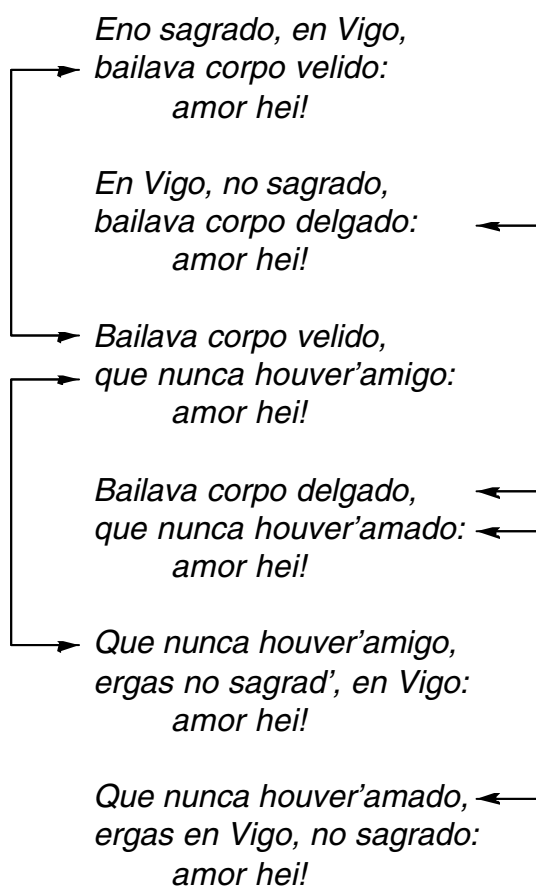 Eno sagrado, en Vigo,
bailava corpo velido:
amor hei!
En Vigo, no sagrado,
bailava corpo delgado:
amor hei!
Bailava corpo velido,
que nunca houver’amigo:
amor hei!
Bailava corpo delgado,
que nunca houver’amado:
amor hei!
Que nunca houver’amigo,
ergas no sagrad’, en Vigo:
amor hei!
Que nunca houver’amado,
ergas en Vigo, no sagrado:
amor hei!